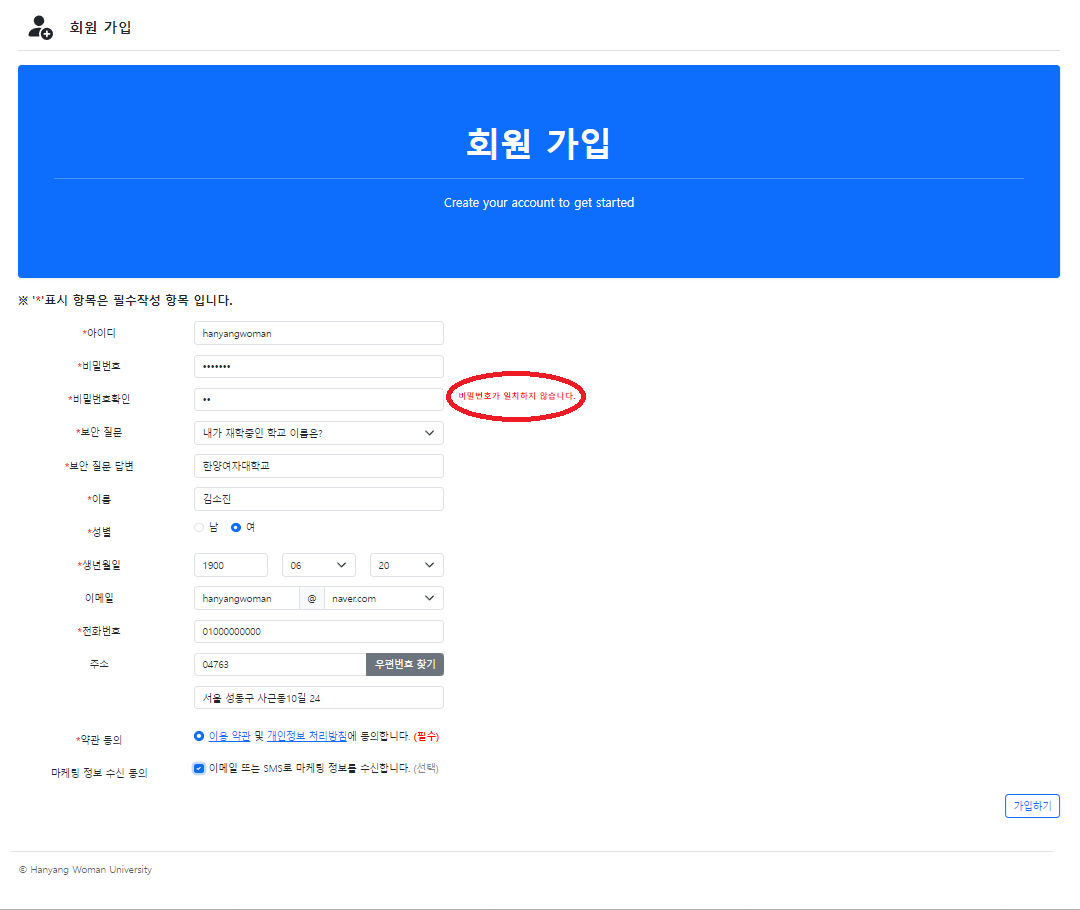 회원 가입
회원 가입
Create your account to get started
※ '*'표시 항목은 필수작성 항목 입니다.
*아이디 hanyangwoman
*비밀번호 •••••••
*비밀번호확인 •• 비밀번호가 일치하지 않습니다.
*보안 질문 내가 재학중인 학교 이름은?
*보안 질문 답변 한양여자대학교
*이름 김소진
*성별 남 여
*생년월일 1900 06 20
이메일 hanyangwoman @ naver.com
*전화번호 01000000000
주소 04763 우편번호 찾기
서울 성동구 사근동10길 24
*약관 동의 이용 약관 및 개인정보 처리방침에 동의합니다. (필수)
마케팅 정보 수신 동의 이메일 또는 SMS로 마케팅 정보를 수신합니다. (선택)
가입하기
© Hanyang Woman University